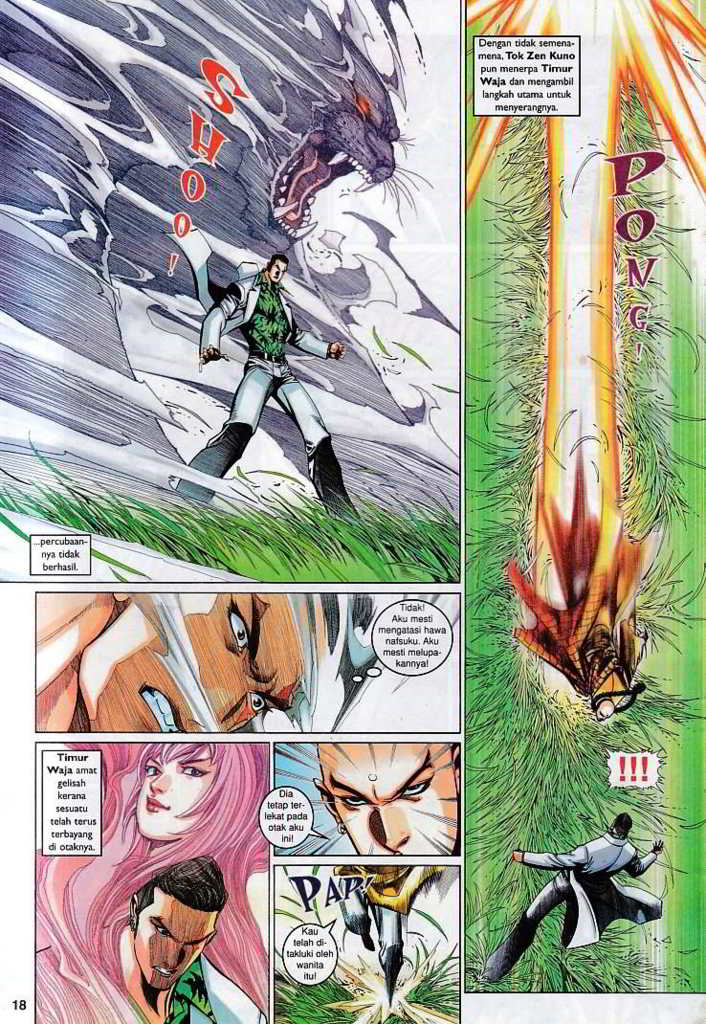 SHOO!
...percubaan-
nya tidak
berhasil.
Dengan tidak semena-
mena, Tok Zen Kuno
pun menerpa Timur
Waja dan mengambil
langkah utama untuk
menyerangnya.
PONG!
!!!
Tidak!
Aku mesti
mengatasi hawa
nafsuku. Aku
mesti melupa-
kannya!
Timur
Waja amat
gelisah
kerana
sesuatu
telah terus
terbayang
di otaknya.
Dia
tetap ter-
lekat pada
otak aku
ini!
PAP!
Kau
telah di-
takluki oleh
wanita
itu!
18